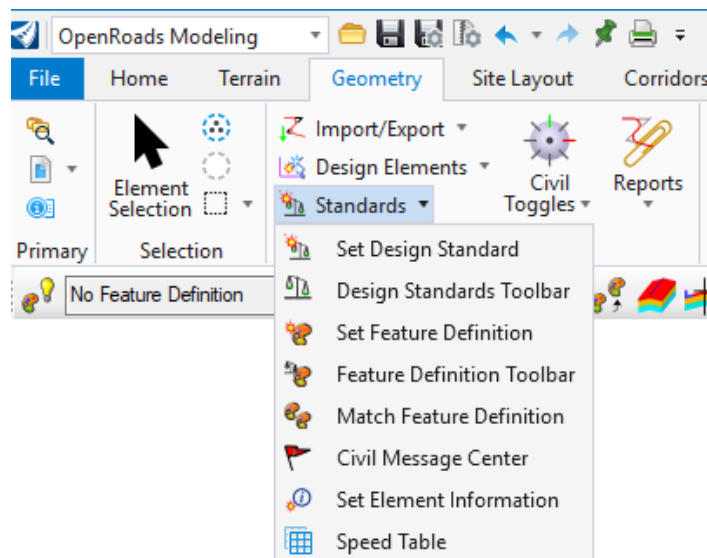 OpenRoads Modeling
File Home Terrain Geometry Site Layout Corridors
Import/Export
Design Elements
Standards
Element
Selection
Civil
Toggles
Reports
Primary Selection
Set Design Standard
No Feature Definition
Design Standards Toolbar
Set Feature Definition
Feature Definition Toolbar
Match Feature Definition
Civil Message Center
Set Element Information
Speed Table